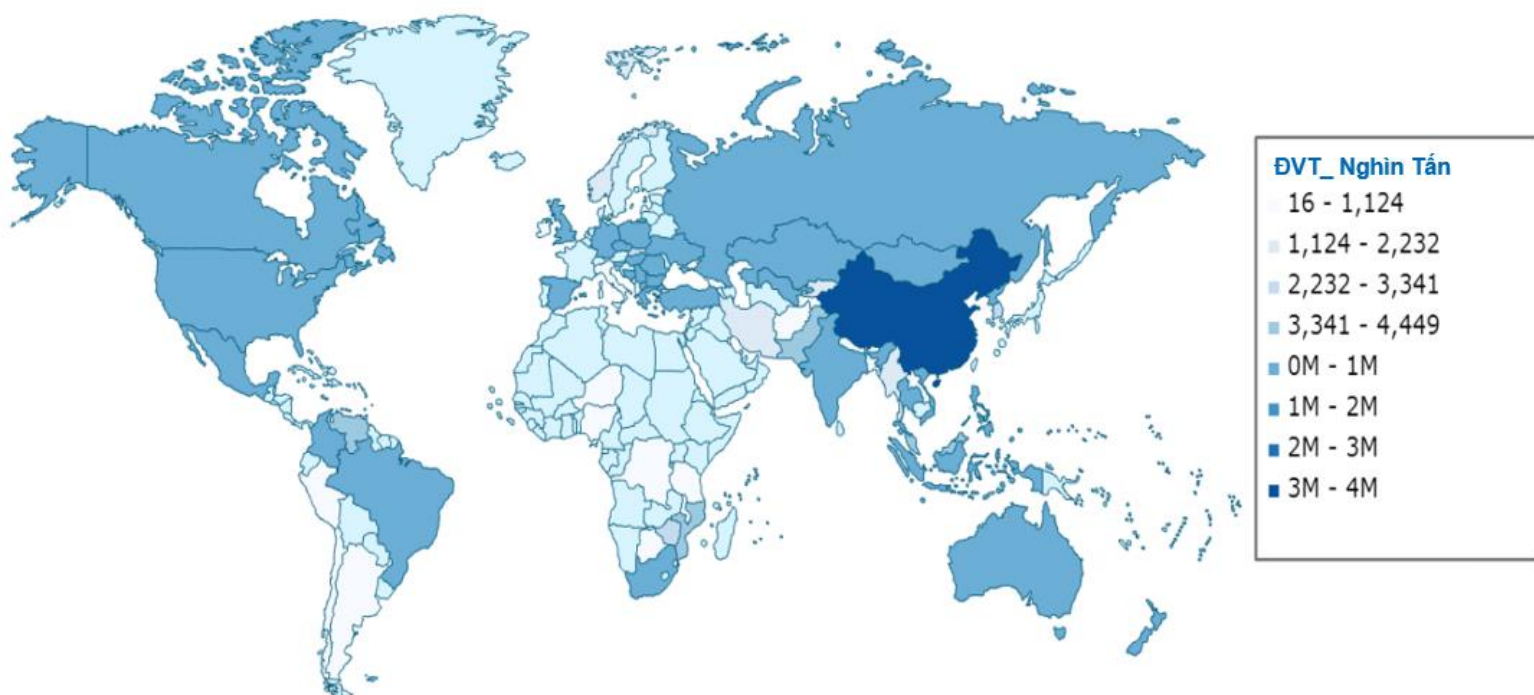 ĐVT_ Nghìn Tấn
16 - 1,124
1,124 - 2,232
2,232 - 3,341
3,341 - 4,449
0M - 1M
1M - 2M
2M - 3M
3M - 4M